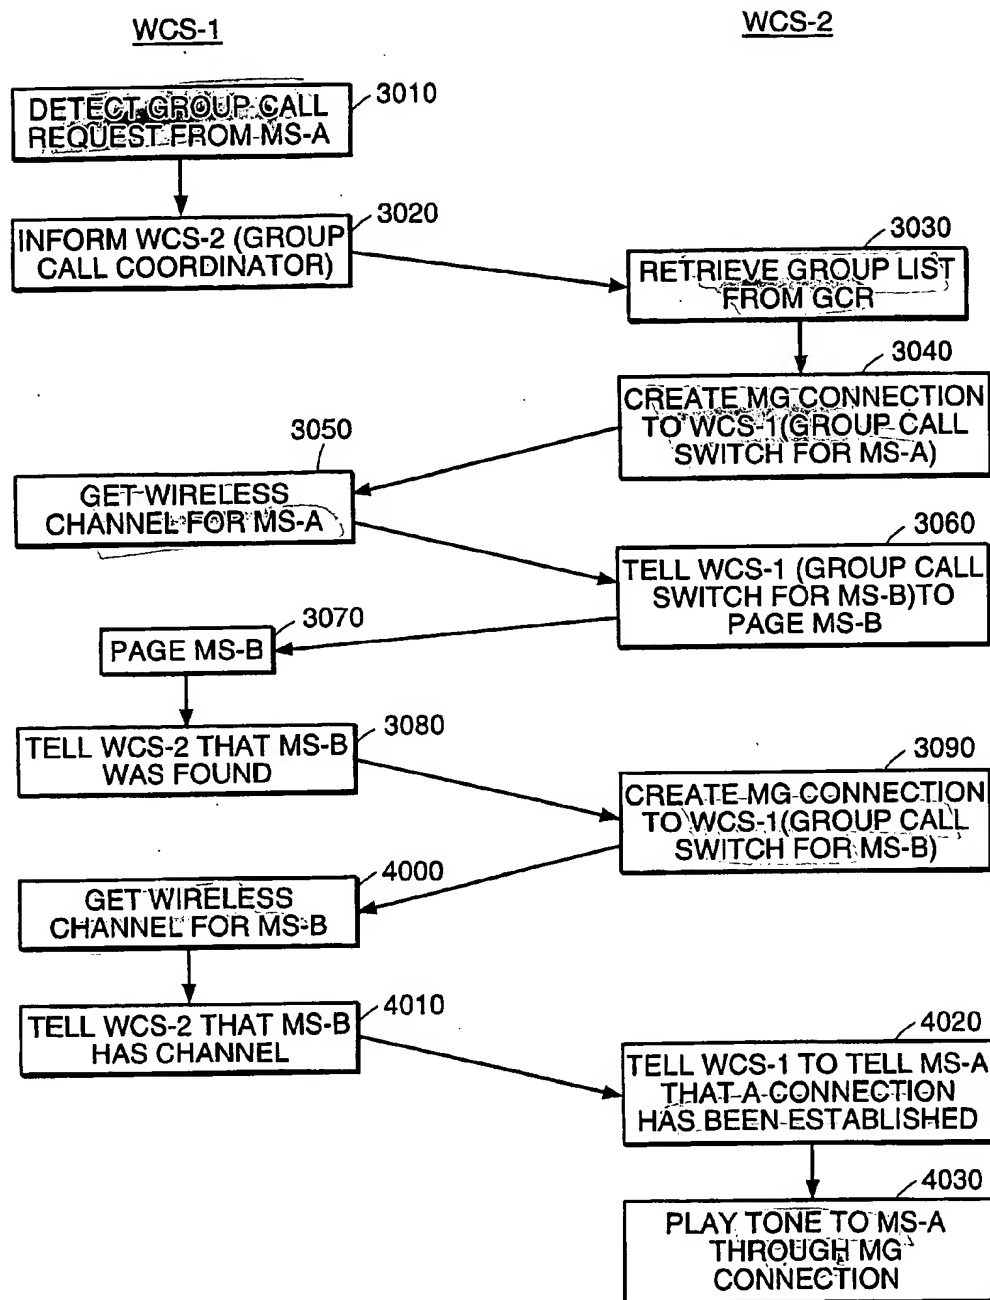 WCS-1
WCS-2
3010
DETECT GROUP CALL
REQUEST FROM MS-A
3020
INFORM WCS-2 (GROUP
CALL COORDINATOR)
3030
RETRIEVE GROUP LIST
FROM GCR
3040
CREATE MG CONNECTION
TO WCS-1(GROUP CALL
SWITCH FOR MS-A)
3050
GET WIRELESS
CHANNEL FOR MS-A
3060
TELL WCS-1 (GROUP CALL
SWITCH FOR MS-B)TO
PAGE MS-B
3070
PAGE MS-B
3080
TELL WCS-2 THAT MS-B
WAS FOUND
3090
CREATE MG CONNECTION
TO WCS-1(GROUP CALL
SWITCH FOR MS-B)
4000
GET WIRELESS
CHANNEL FOR MS-B
4010
TELL WCS-2 THAT MS-B
HAS CHANNEL
4020
TELL WCS-1 TO TELL MS-A
THAT A CONNECTION
HAS BEEN ESTABLISHED
4030
PLAY TONE TO MS-A
THROUGH MG
CONNECTION